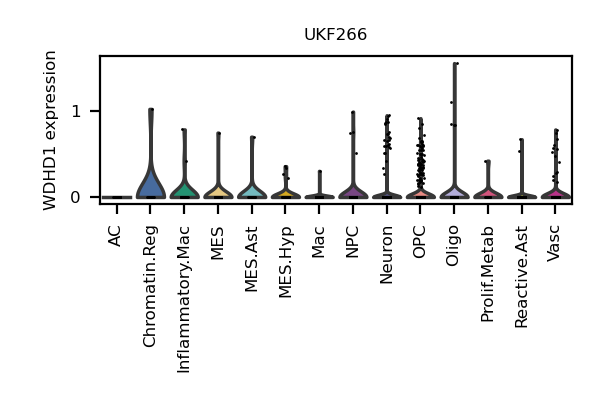 UKF266
WDHD1 expression
1
0
AC
Chromatin.Reg
Inflammatory.Mac
MES
MES.Ast
MES.Hyp
Mac
NPC
Neuron
OPC
Oligo
Prolif.Metab
Reactive.Ast
Vasc